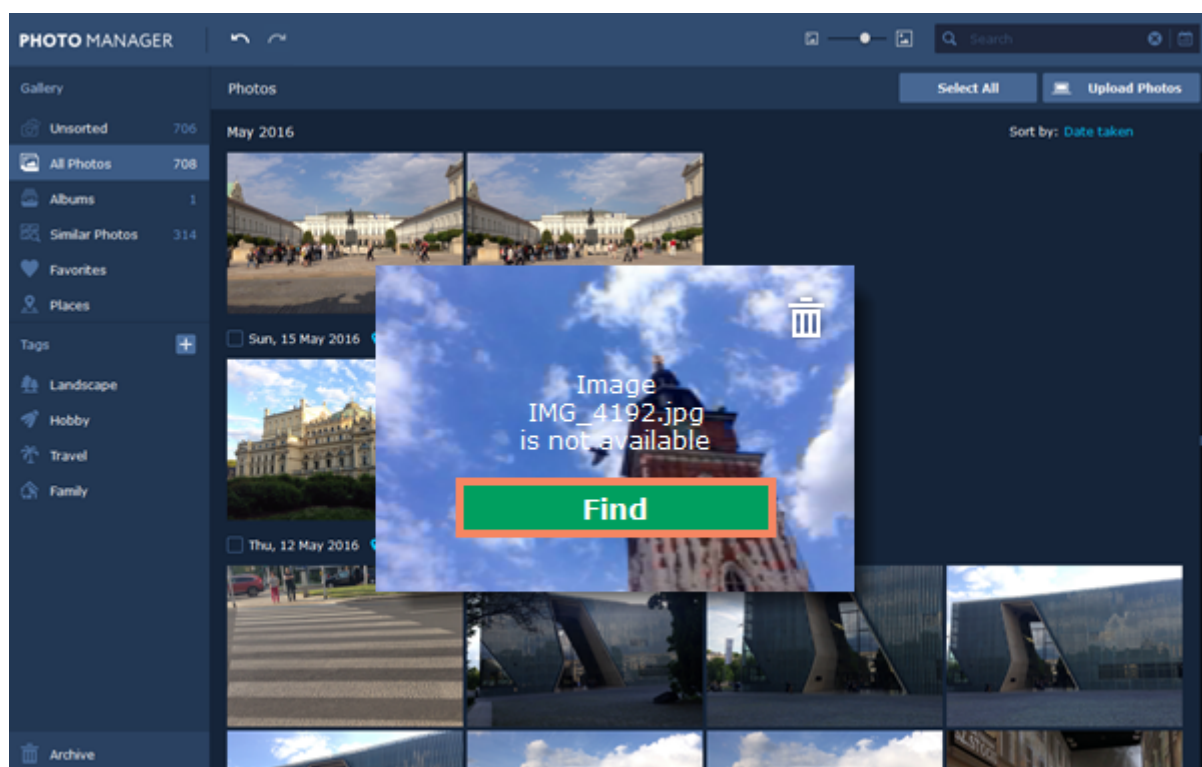 PHOTO MANAGER
Search
Gallery
Photos
Select All
Upload Photos
Unsorted 706
All Photos 708
Albums 1
Similar Photos 314
Favorites
Places
Tags
Landscape
Hobby
Travel
Family
Archive
May 2016
Sort by: Date taken
Sun, 15 May 2016
Image
IMG_4192.jpg
is not available
Find
Thu, 12 May 2016